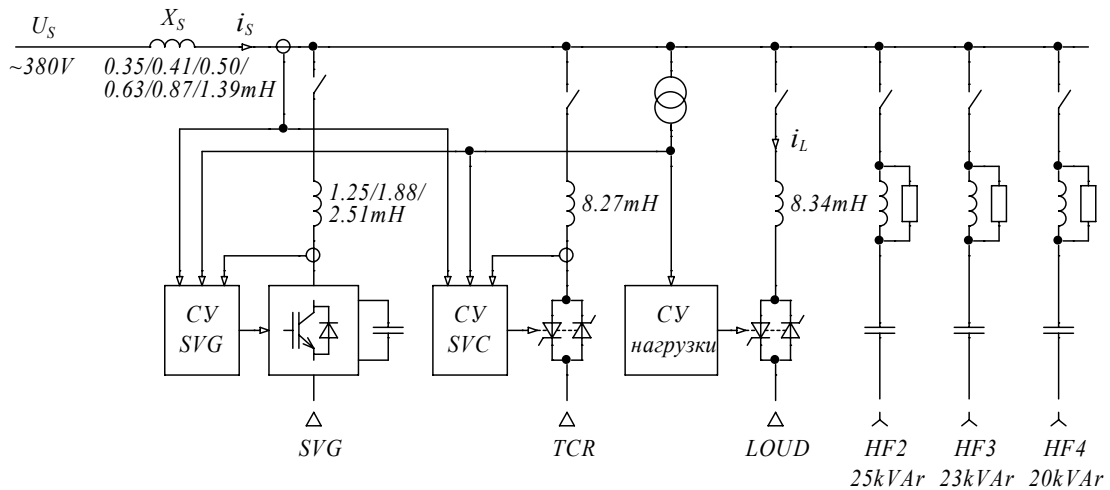 U_S
X_S
i_S
~380V
0.35/0.41/0.50/
0.63/0.87/1.39mH
i_L
1.25/1.88/
2.51mH
8.27mH
8.34mH
СУ
SVG
СУ
SVC
СУ
нагрузки
SVG
TCR
LOUD
HF2
25kVAr
HF3
23kVAr
HF4
20kVAr